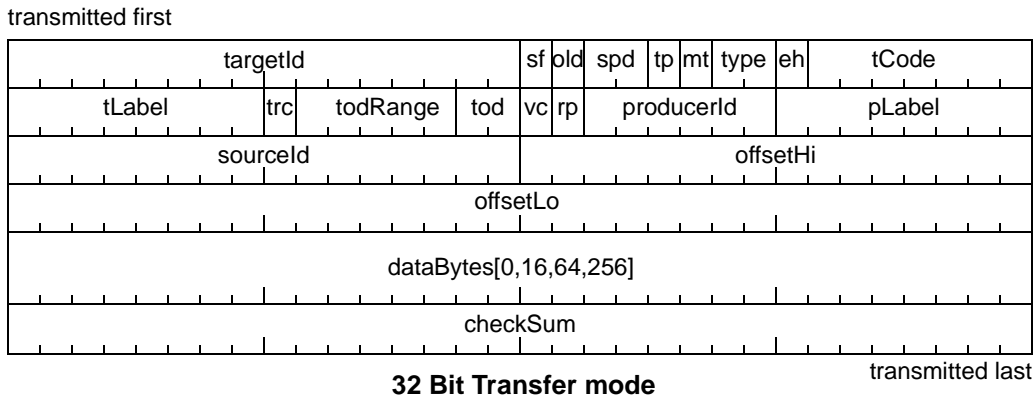 transmitted first
targetId sf old spd tp mt type eh tCode
tLabel trc todRange tod vc rp producerId pLabel
sourceId offsetHi
offsetLo
dataBytes[0,16,64,256]
checkSum
transmitted last
32 Bit Transfer mode